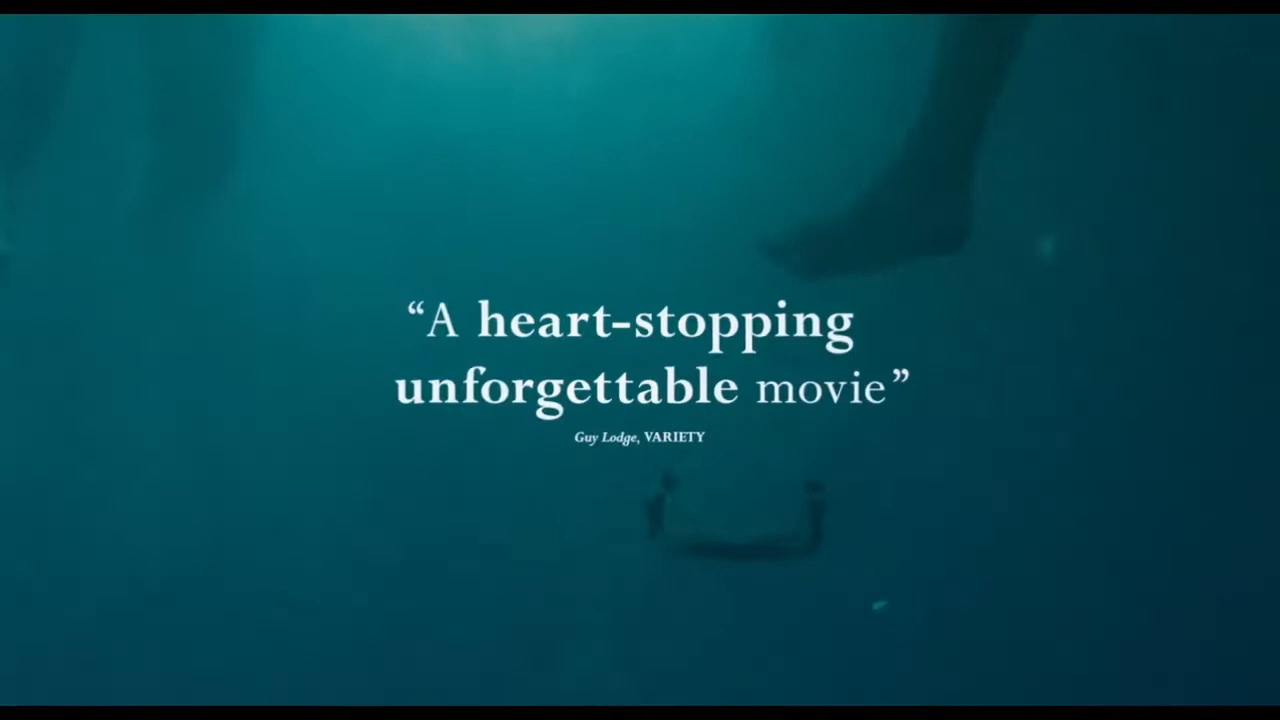 “A heart-stopping
unforgettable movie”
Guy Lodge, VARIETY